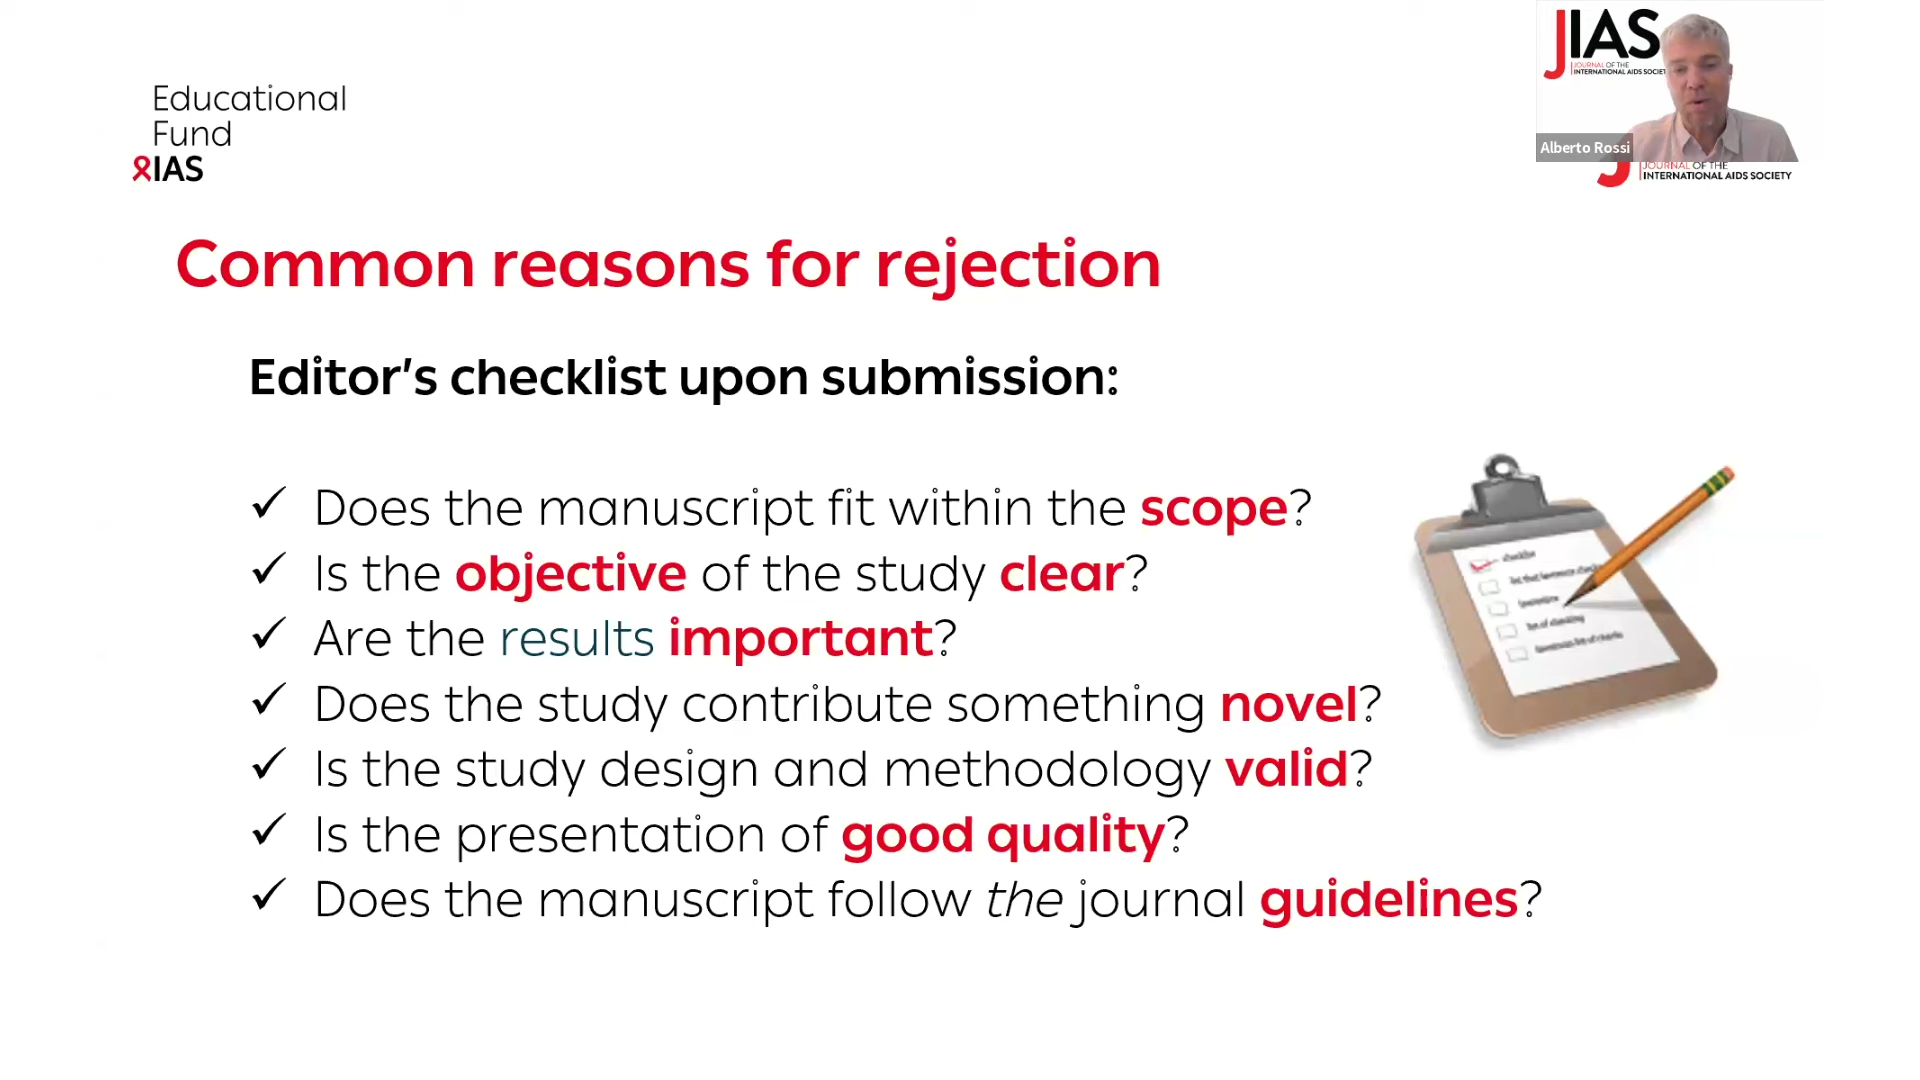 Educational
Fund
IAS
JIAS
JOURNAL OF THE
INTERNATIONAL AIDS SOCIET
Alberto Rossi
JOURNAL OF THE
INTERNATIONAL AIDS SOCIETY
Common reasons for rejection
Editor’s checklist upon submission:
✓ Does the manuscript fit within the scope?
✓ Is the objective of the study clear?
✓ Are the results important?
✓ Does the study contribute something novel?
✓ Is the study design and methodology valid?
✓ Is the presentation of good quality?
✓ Does the manuscript follow the journal guidelines?
checklist